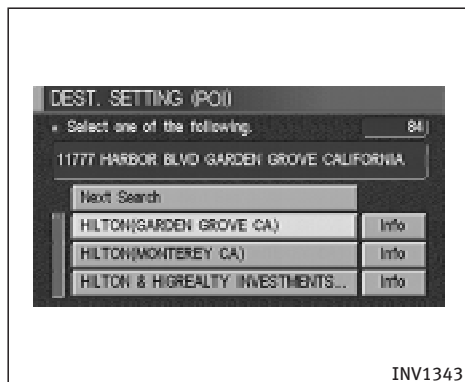 DEST. SETTING (POI)
Select one of the following. 84
11777 HARBOR BLVD GARDEN GROVE CALIFORNIA
Next Search
HILTON(GARDEN GROVE CA) Info
HILTON(MONTEREY CA) Info
HILTON & HIGREALTY INVESTMENTS... Info
INV1343